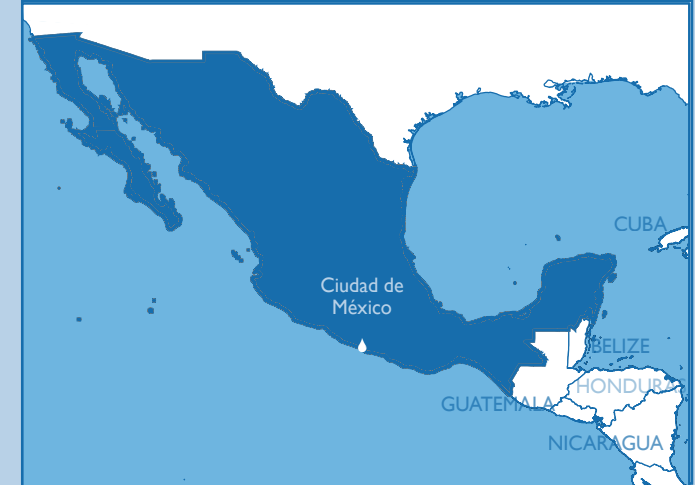 CUBA
Ciudad de
México
BELIZE
HONDURA
GUATEMALA
NICARAGUA